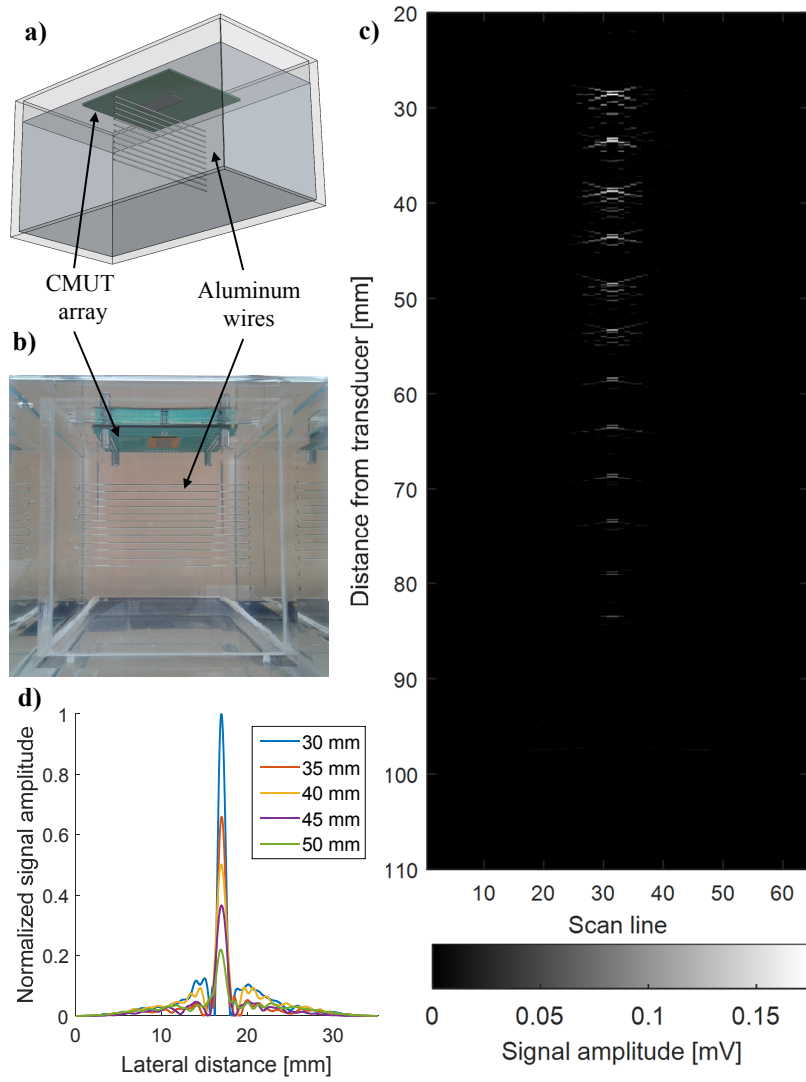 a)
CMUT
array
Aluminum
wires
b)
c)
20
30
40
50
60
70
80
90
100
110
Distance from transducer [mm]
10
20
30
40
50
60
Scan line
0
0.05
0.1
0.15
Signal amplitude [mV]
d)
1
0.8
0.6
0.4
0.2
0
Normalized signal amplitude
30 mm
35 mm
40 mm
45 mm
50 mm
0
10
20
30
Lateral distance [mm]